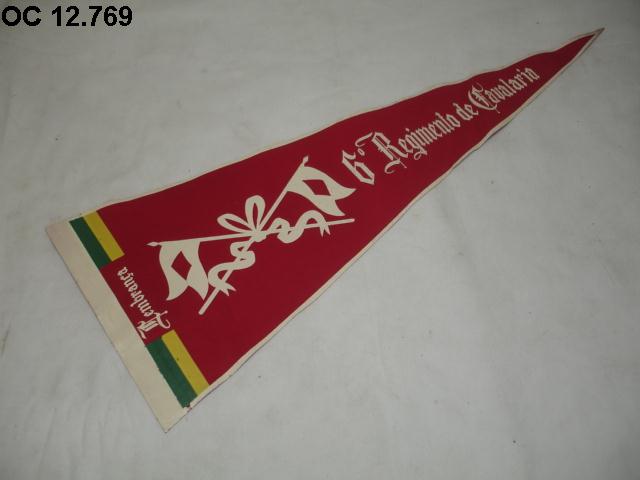 OC 12.769
Lembrança
6º Regimento de Cavalaria